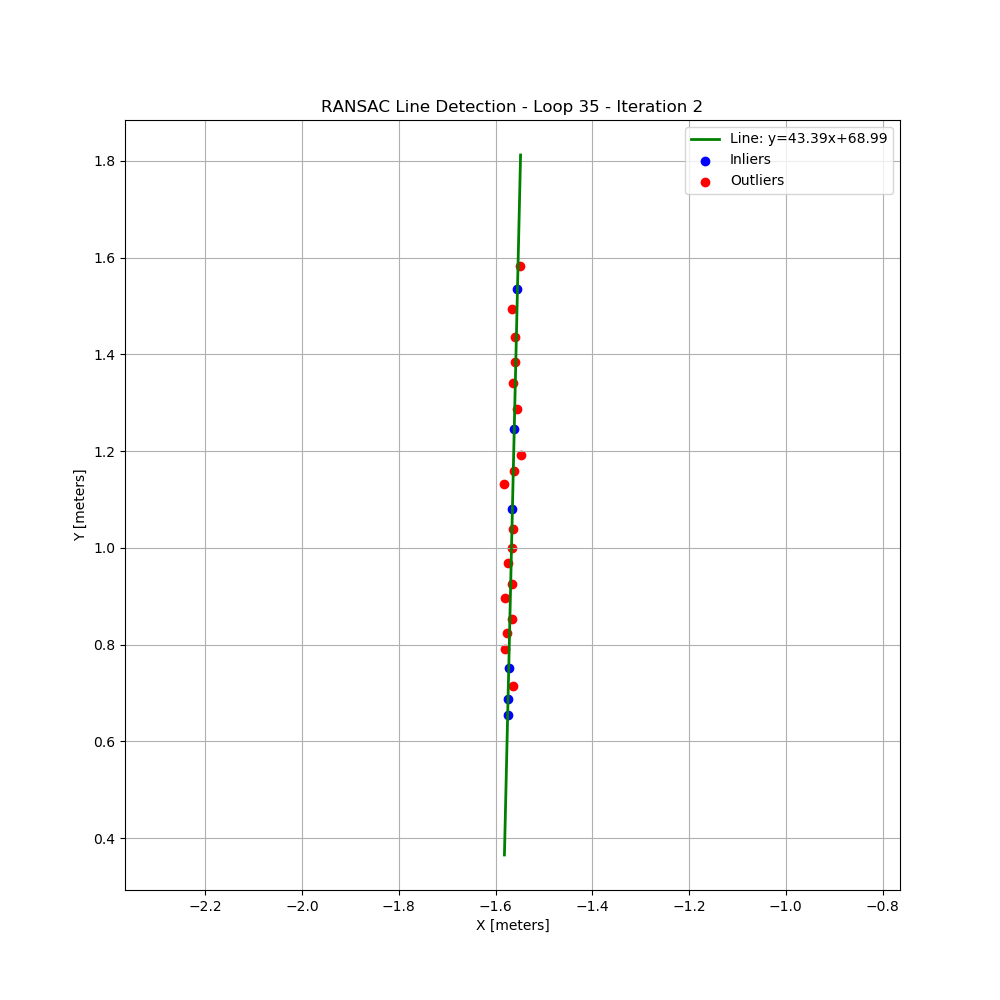 RANSAC Line Detection - Loop 35 - Iteration 2
Line: y=43.39x+68.99
Inliers
Outliers
1.8
1.6
1.4
1.2
1.0
0.8
0.6
0.4
Y [meters]
−2.2 −2.0 −1.8 −1.6 −1.4 −1.2 −1.0 −0.8
X [meters]